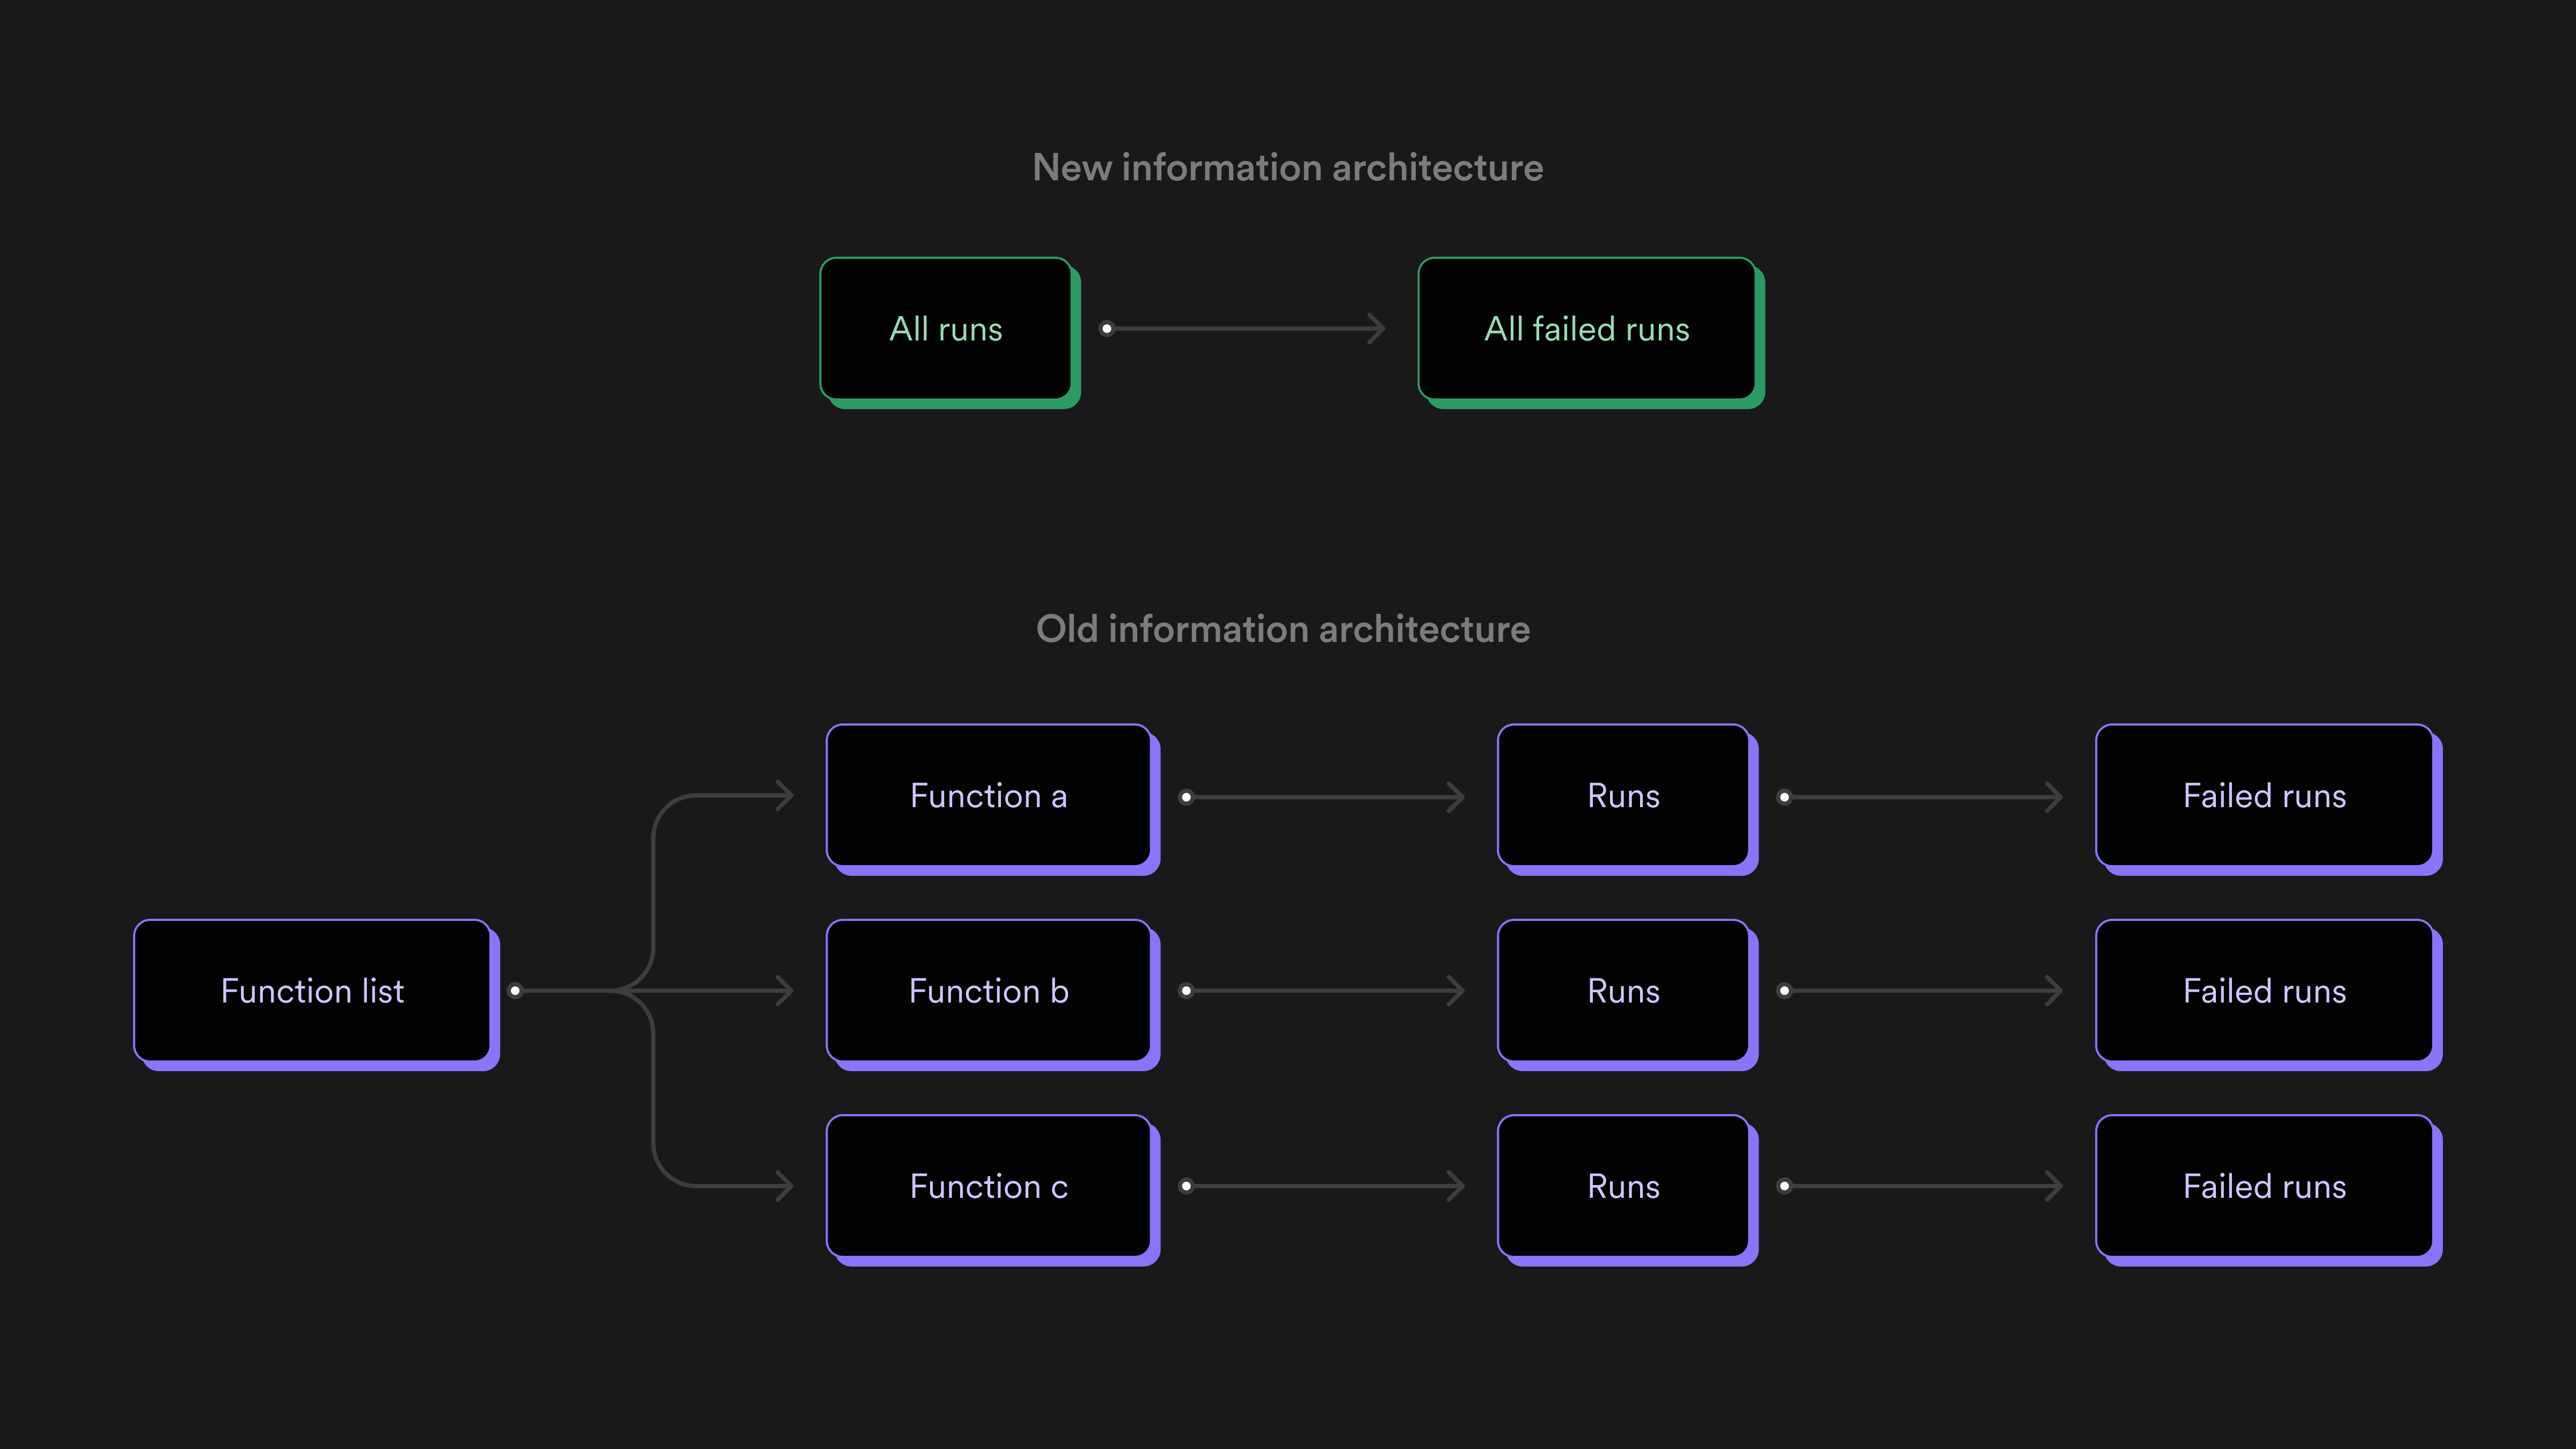 New information architecture
All runs
All failed runs
Old information architecture
Function list
Function a
Runs
Failed runs
Function b
Runs
Failed runs
Function c
Runs
Failed runs